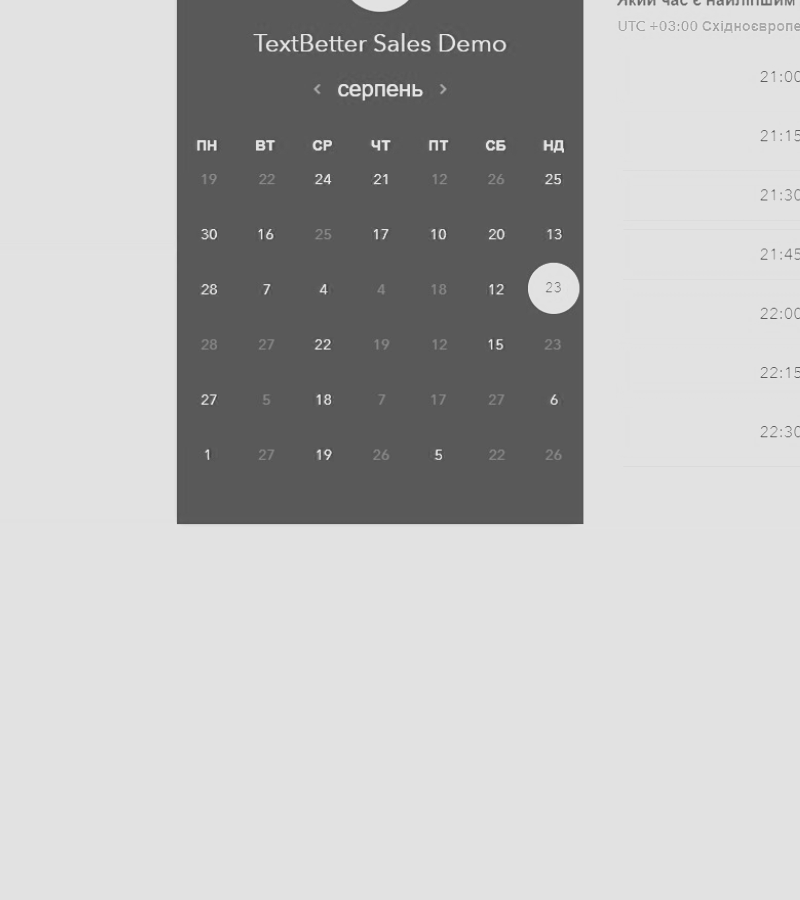 TextBetter Sales Demo
< серпень >
ПН ВТ СР ЧТ ПТ СБ НД
19 22 24 21 12 26 25
30 16 25 17 10 20 13
28 7 4 4 18 12 23
28 27 22 19 12 15 23
27 5 18 7 17 27 6
1 27 19 26 5 22 26
Який час є найліпшим
UTC +03:00 Східноєвропе
21:00
21:15
21:30
21:45
22:00
22:15
22:30